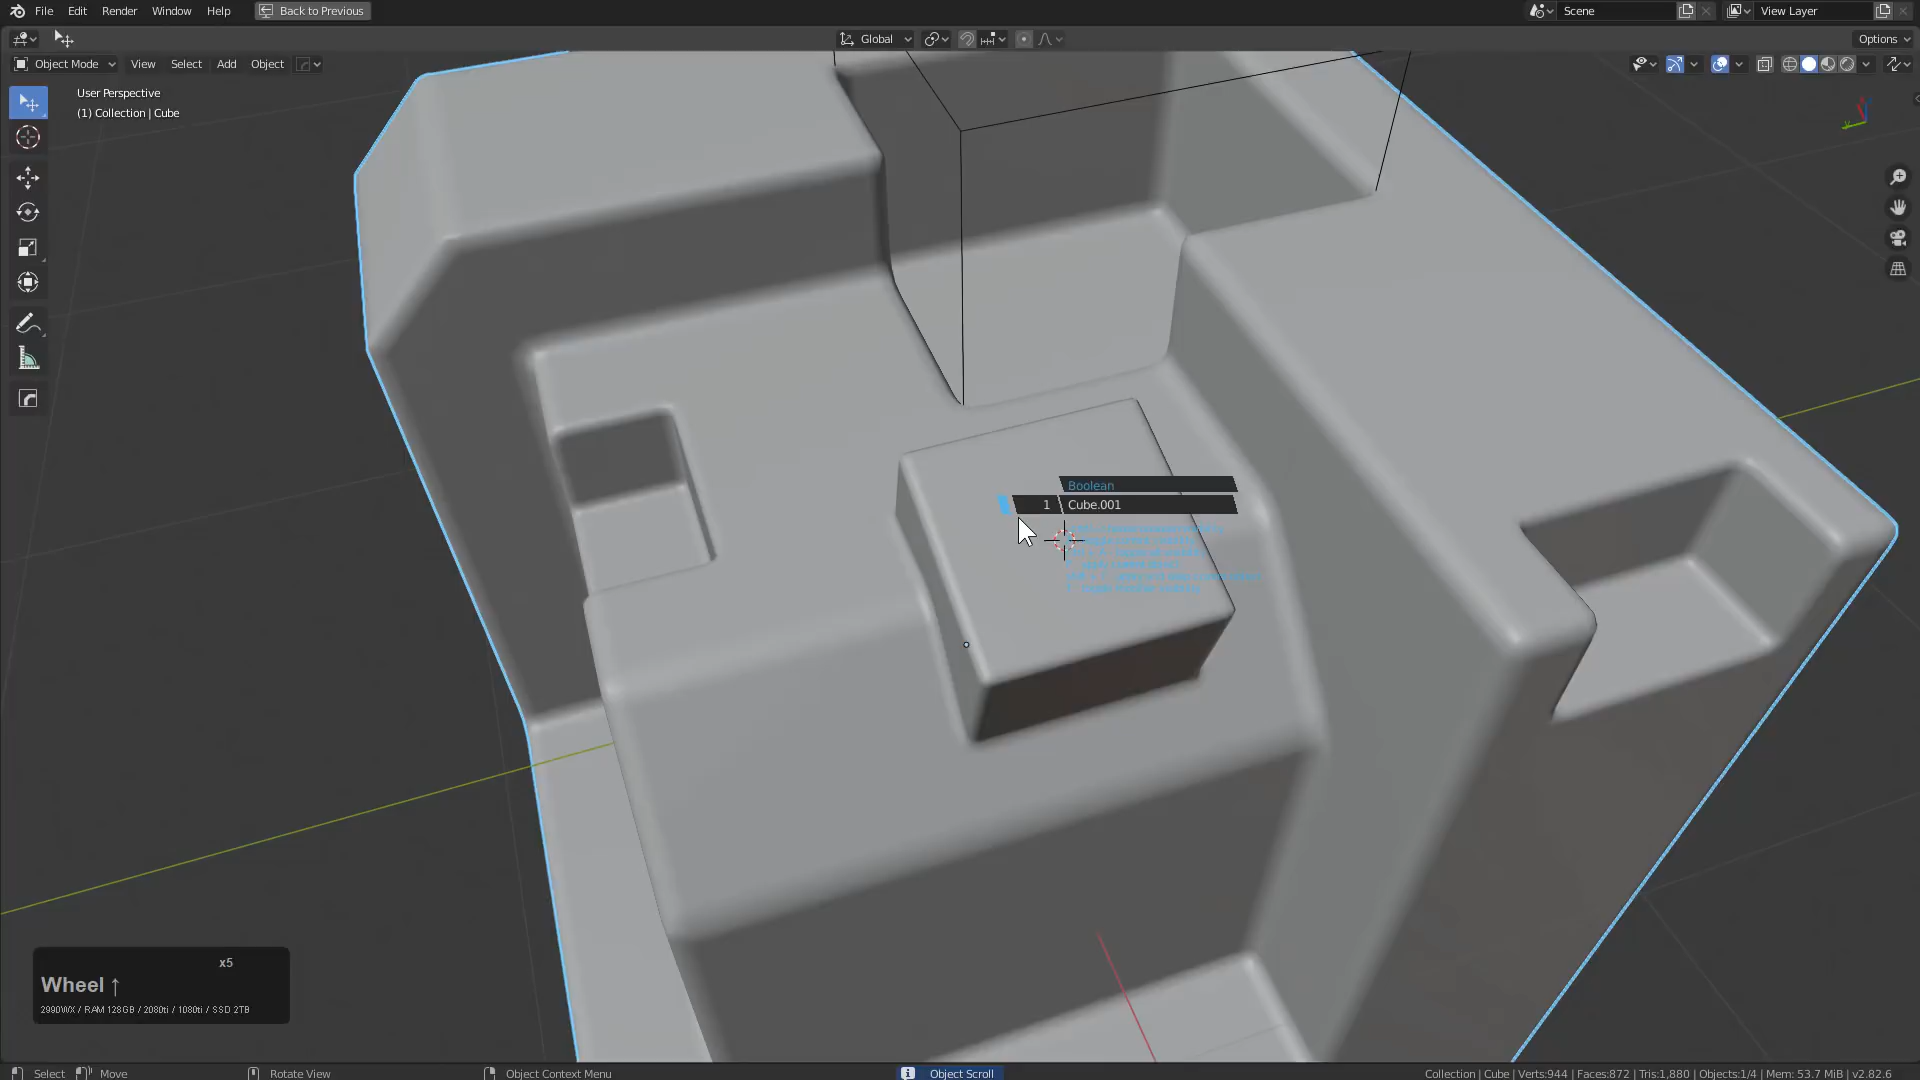 File Edit Render Window Help Back to Previous Scene View Layer
Global Options
Object Mode View Select Add Object
User Perspective
(1) Collection | Cube
Boolean
1 Cube.001
x5
Wheel ↑
2990WX / RAM 128GB / 2080ti / 1080ti / SSD 2TB
Select Move Rotate View Object Context Menu Object Scroll Collection | Cube | Verts:944 | Faces:872 | Tris:1,880 | Objects:1/4 | Mem: 53.7 MiB | v2.82.6